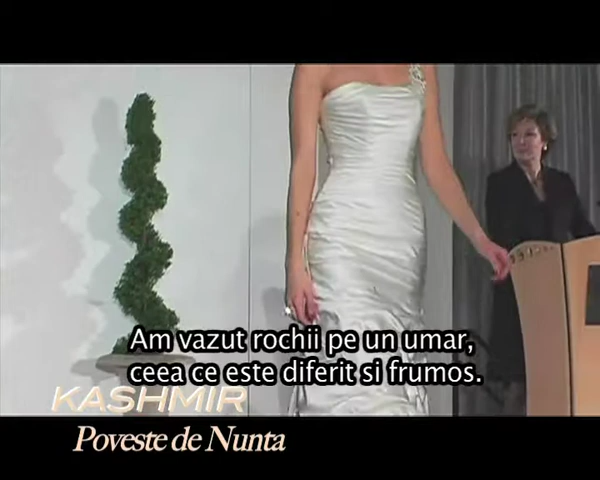 Am vazut rochii pe un umar,
ceea ce este diferit si frumos.
KASHMIR
Poveste de Nunta